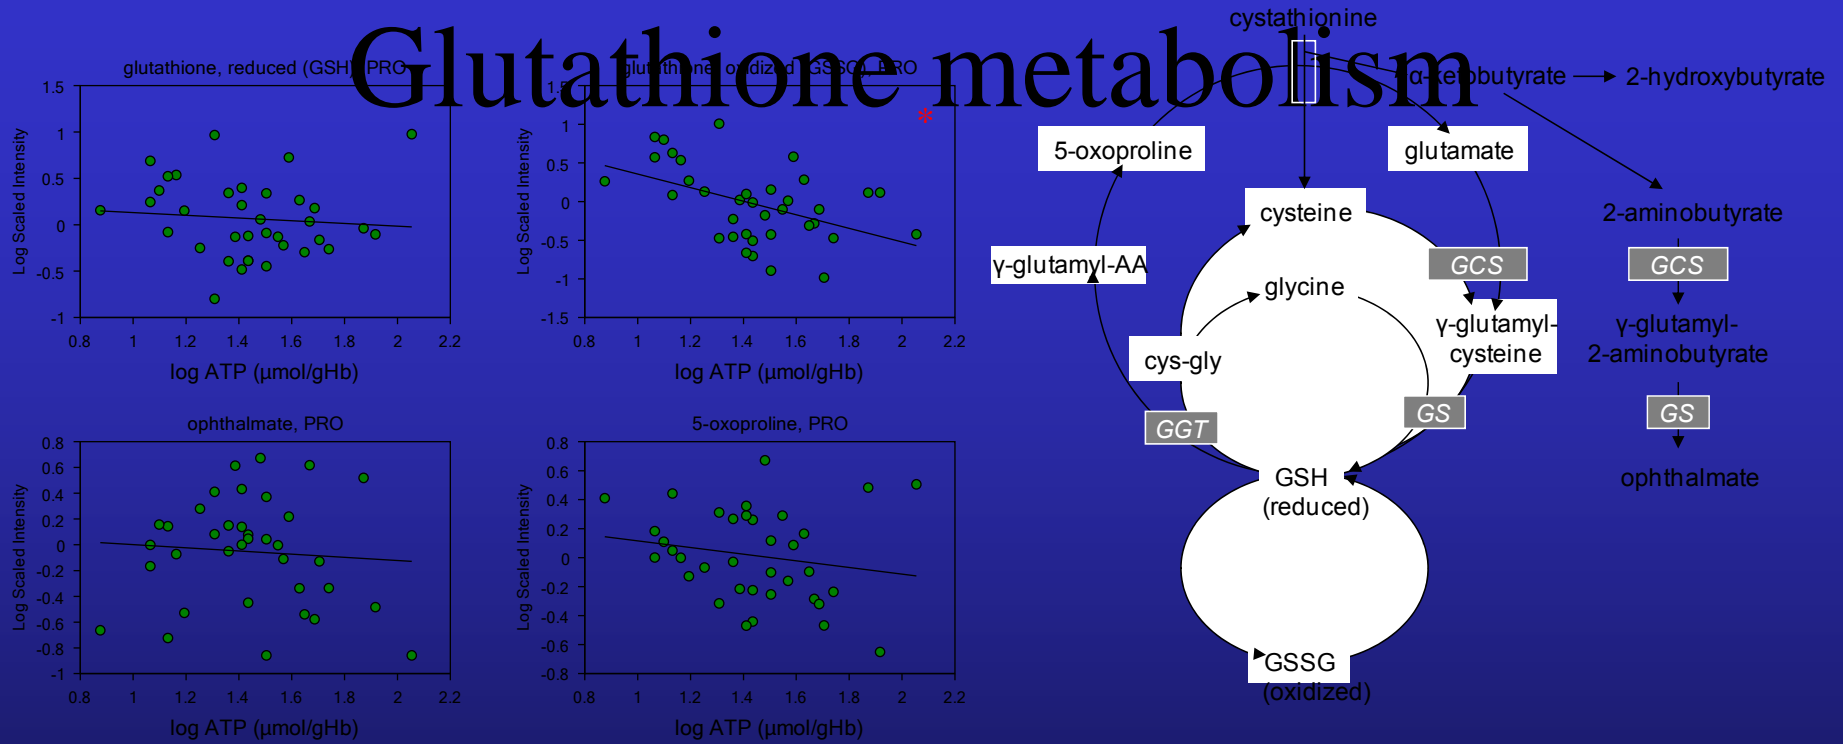 Glutathione metabolism
glutathione, reduced (GSH), PRO
Log Scaled Intensity
1.5
1
0.5
0
-0.5
-1
0.8 1 1.2 1.4 1.6 1.8 2 2.2
log ATP (μmol/gHb)
glutathione, oxidized (GSSG), PRO
*
Log Scaled Intensity
1.5
1
0.5
0
-0.5
-1
-1.5
0.8 1 1.2 1.4 1.6 1.8 2 2.2
log ATP (μmol/gHb)
ophthalmate, PRO
Log Scaled Intensity
0.8
0.6
0.4
0.2
0
-0.2
-0.4
-0.6
-0.8
-1
0.8 1 1.2 1.4 1.6 1.8 2 2.2
log ATP (μmol/gHb)
5-oxoproline, PRO
Log Scaled Intensity
0.8
0.6
0.4
0.2
0
-0.2
-0.4
-0.6
-0.8
0.8 1 1.2 1.4 1.6 1.8 2 2.2
log ATP (μmol/gHb)
cystathionine
α-ketobutyrate
2-hydroxybutyrate
5-oxoproline
glutamate
cysteine
2-aminobutyrate
γ-glutamyl-AA
GCS
GCS
glycine
γ-glutamyl-
cysteine
γ-glutamyl-
2-aminobutyrate
cys-gly
GGT
GS
GS
GSH
(reduced)
ophthalmate
GSSG
(oxidized)